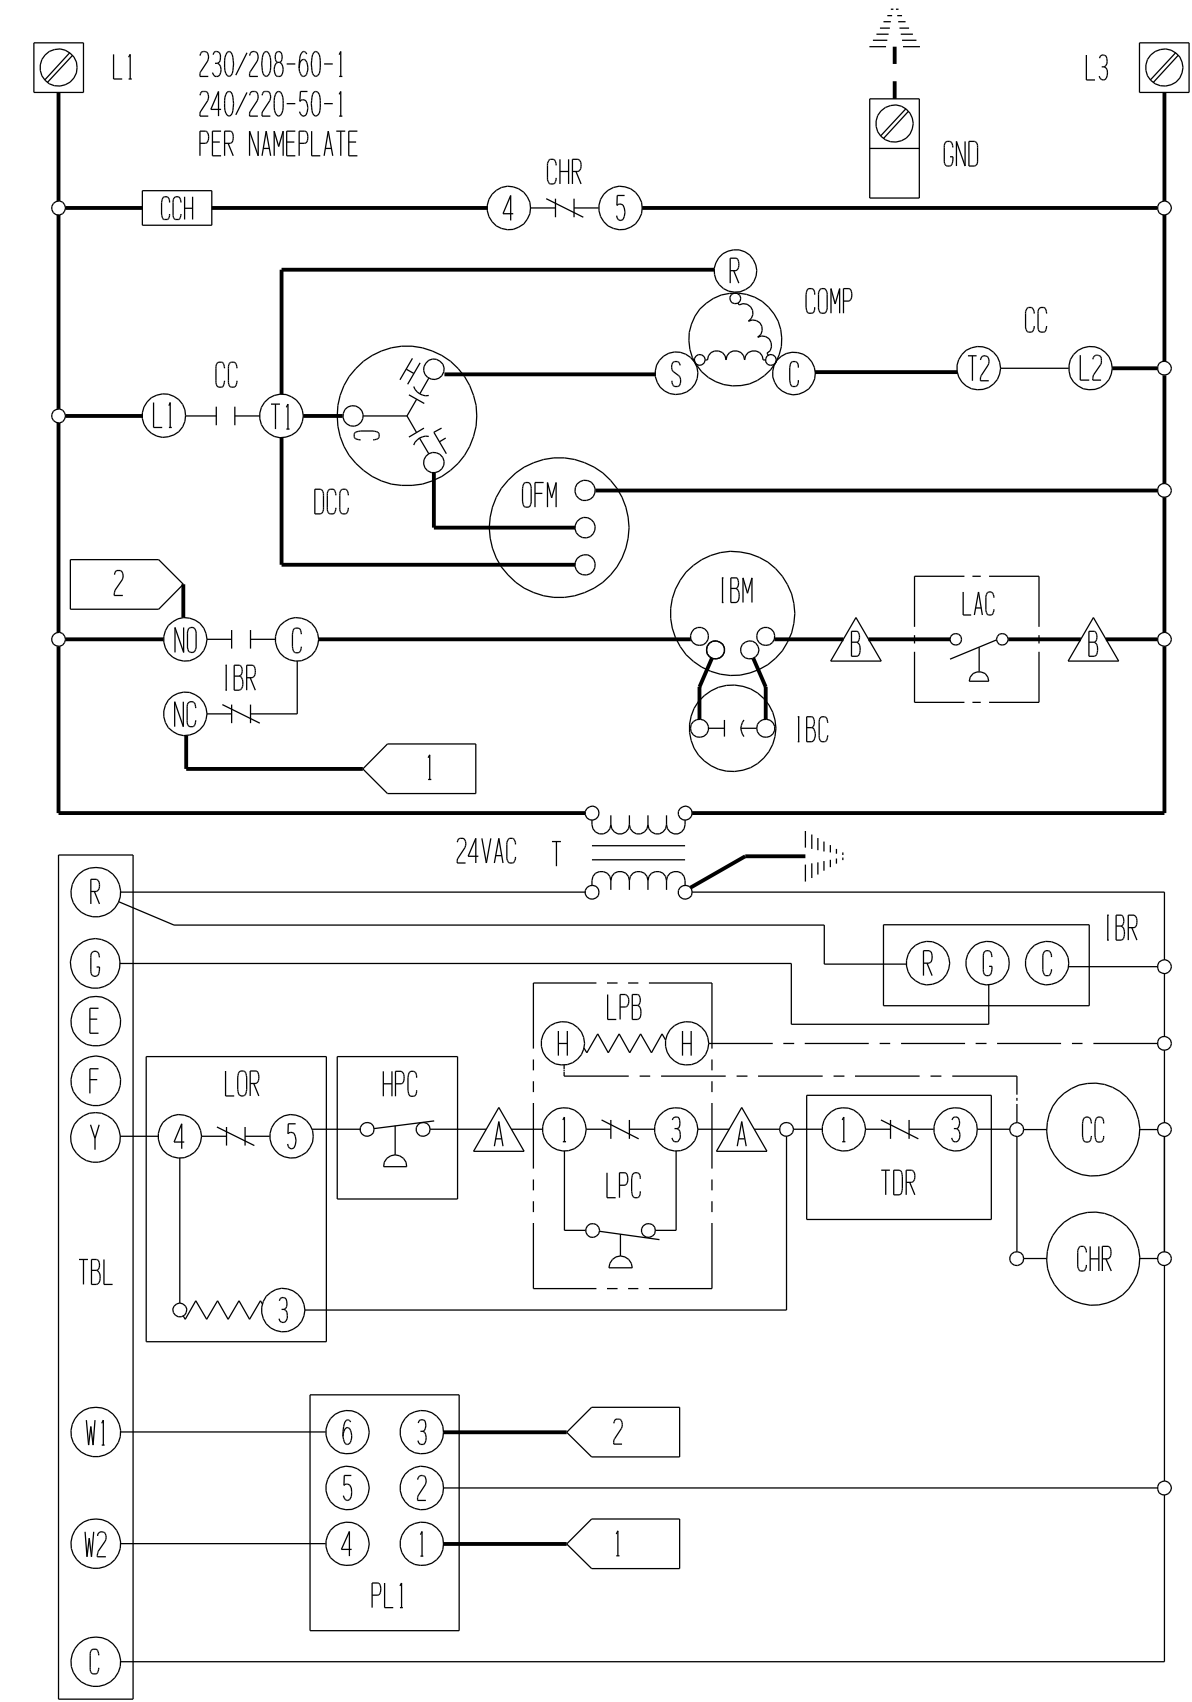 L1
230/208-60-1
240/220-50-1
PER NAMEPLATE
GND
L3
CCH
CHR
4
5
R
COMP
CC
S
C
T2
L2
CC
L1
T1
H
C
F
DCC
OFM
2
NO
C
IBR
NC
1
IBM
IBC
B
LAC
B
24VAC T
R
G
E
F
Y
TBL
W1
W2
C
IBR
R
G
C
LPB
H
H
LOR
4
5
3
HPC
A
1
3
LPC
A
1
3
TDR
CC
CHR
6
3
2
5
2
4
1
1
PL1